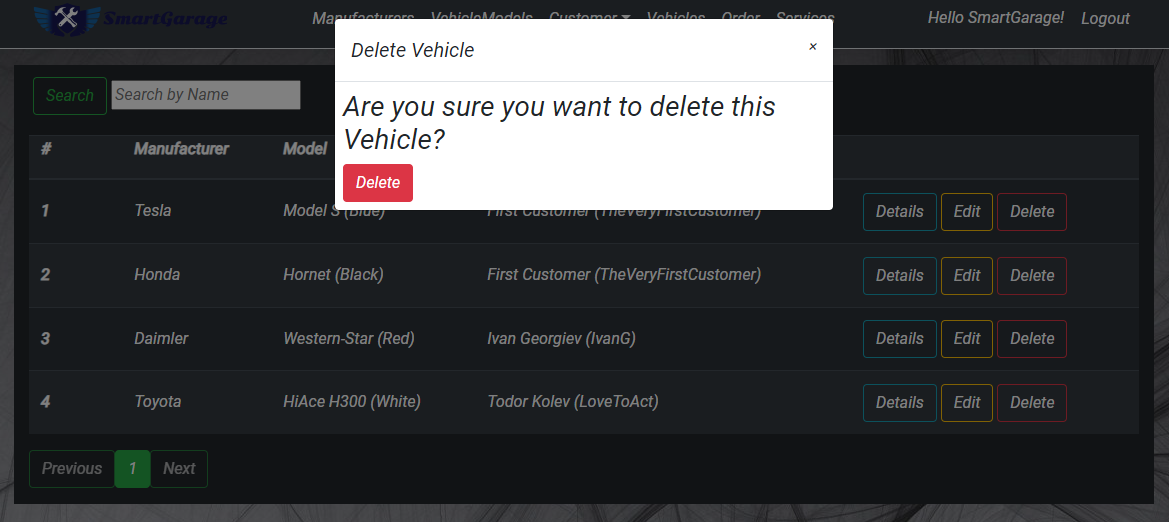 SmartGarage
Manufacturers VehicleModels Customer Vehicles Order Services Hello SmartGarage! Logout
Delete Vehicle ×
Search Search by Name
Are you sure you want to delete this
Vehicle?
Delete
# Manufacturer Model
1 Tesla Model S (Blue) First Customer (TheVeryFirstCustomer) Details Edit Delete
2 Honda Hornet (Black) First Customer (TheVeryFirstCustomer) Details Edit Delete
3 Daimler Western-Star (Red) Ivan Georgiev (IvanG) Details Edit Delete
4 Toyota HiAce H300 (White) Todor Kolev (LoveToAct) Details Edit Delete
Previous 1 Next